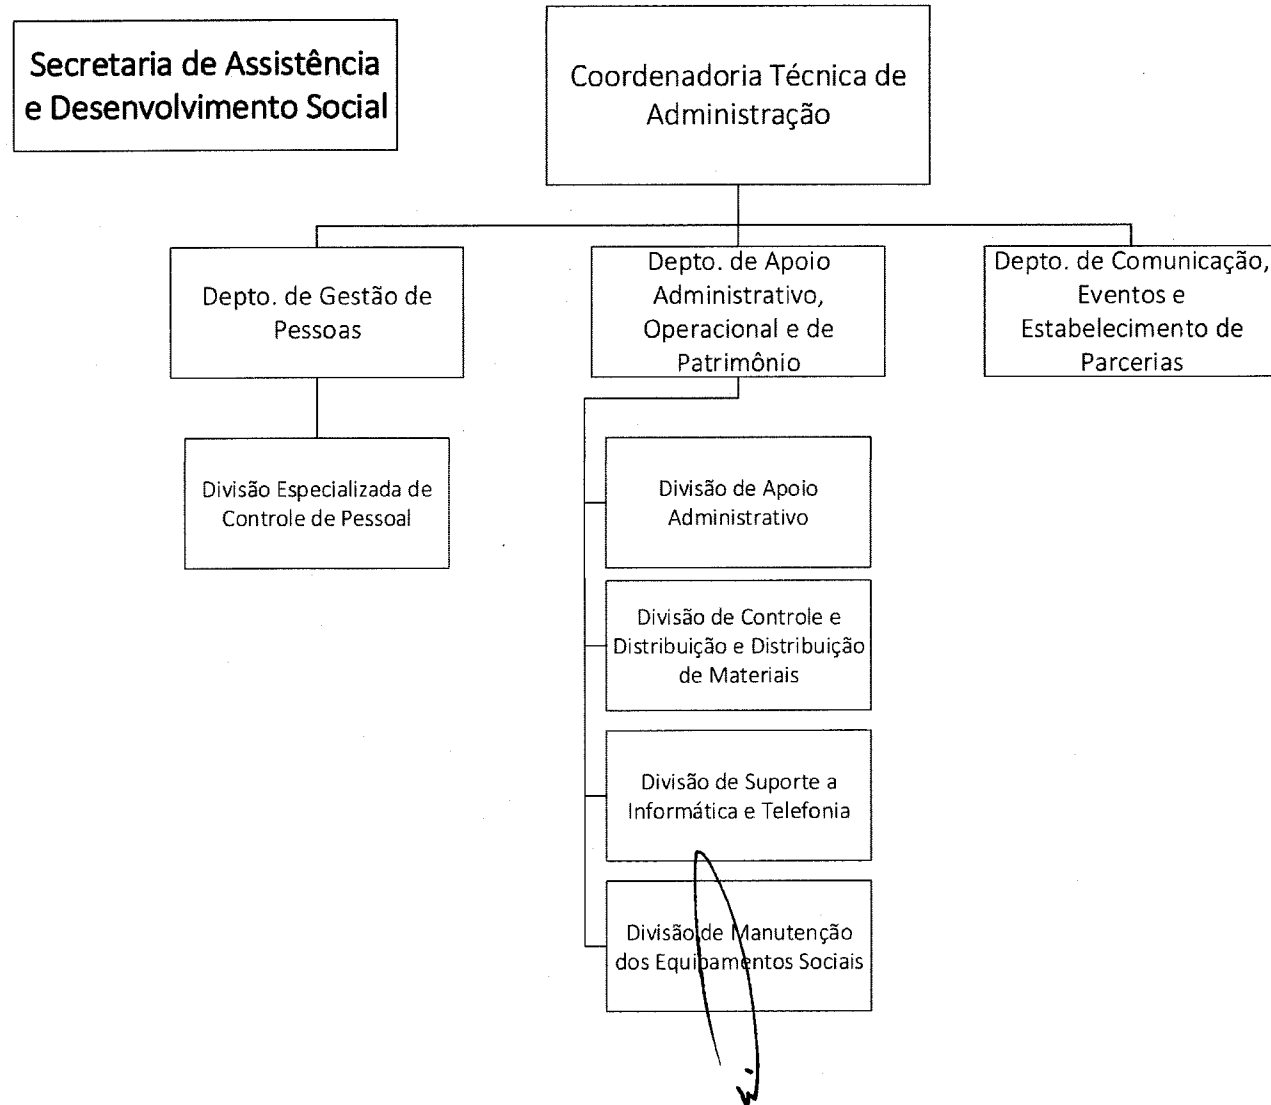 Secretaria de Assistência
e Desenvolvimento Social
Coordenadoria Técnica de
Administração
Depto. de Gestão de
Pessoas
Depto. de Apoio
Administrativo,
Operacional e de
Patrimônio
Depto. de Comunicação,
Eventos e
Estabelecimento de
Parcerias
Divisão Especializada de
Controle de Pessoal
Divisão de Apoio
Administrativo
Divisão de Controle e
Distribuição e Distribuição
de Materiais
Divisão de Suporte a
Informática e Telefonia
Divisão de Manutenção
dos Equipamentos Sociais